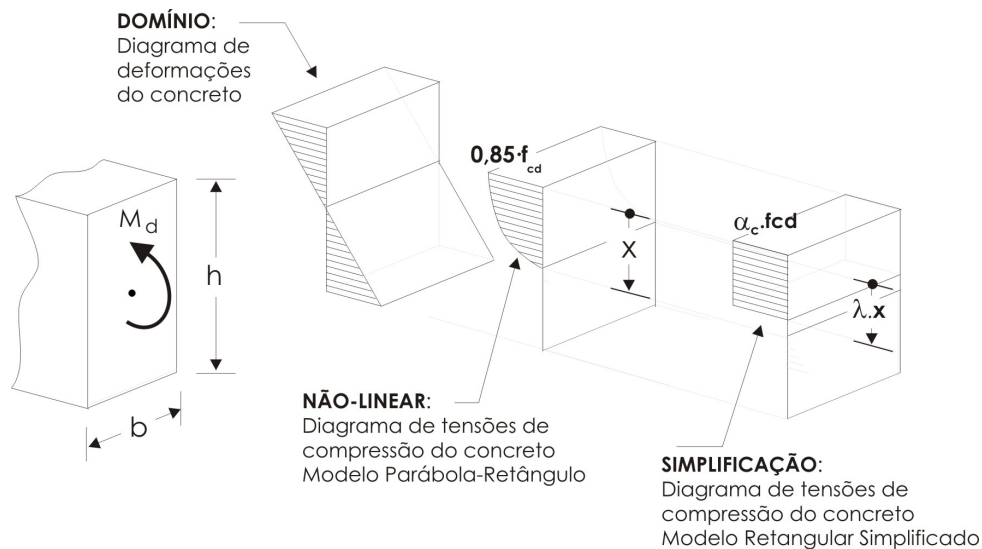 DOMÍNIO:
Diagrama de
deformações
do concreto
0,85·f cd
α c .fcd
M d
h
X
λ.x
b
NÃO-LINEAR:
Diagrama de tensões de
compressão do concreto
Modelo Parábola-Retângulo
SIMPLIFICAÇÃO:
Diagrama de tensões de
compressão do concreto
Modelo Retangular Simplificado